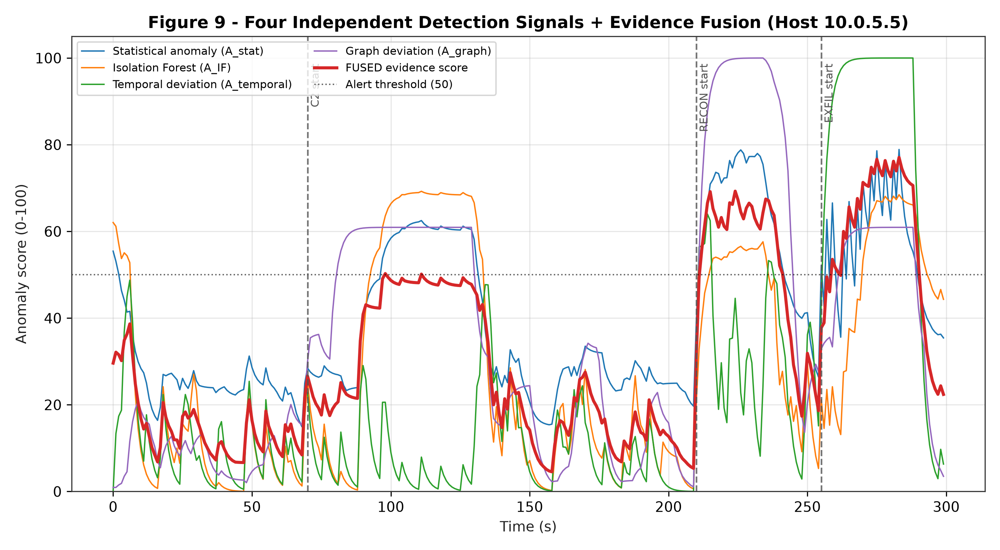 Figure 9 - Four Independent Detection Signals + Evidence Fusion (Host 10.0.5.5)
Statistical anomaly (A_stat)
Isolation Forest (A_IF)
Temporal deviation (A_temporal)
Graph deviation (A_graph)
FUSED evidence score
Alert threshold (50)
C2 start
RECON start
EXFIL start
Anomaly score (0-100)
100
80
60
40
20
0
0 50 100 150 200 250 300
Time (s)